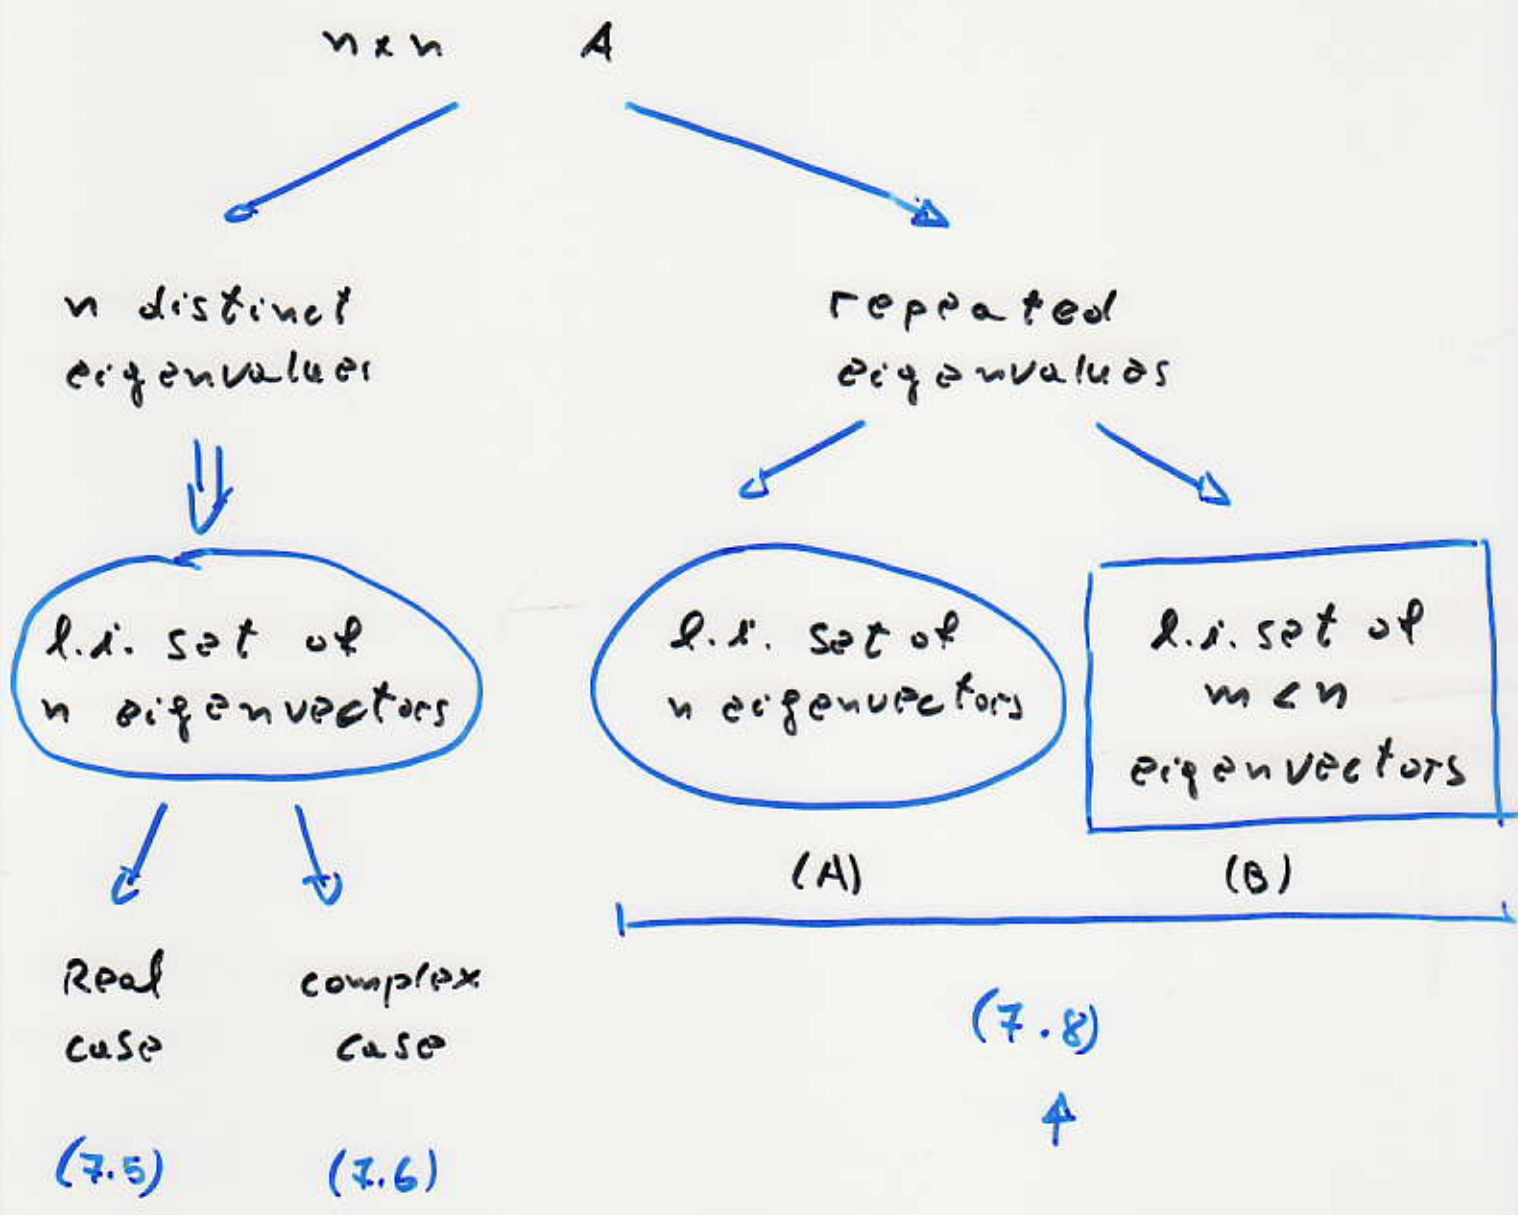 n x n A
n distinct
eigenvalues
repeated
eigenvalues
l.i. set of
n eigenvectors
l.i. set of
n eigenvectors
l.i. set of
m < n
eigenvectors
(A)
(B)
Real
case
complex
case
(7.5)
(7.6)
(7.8)